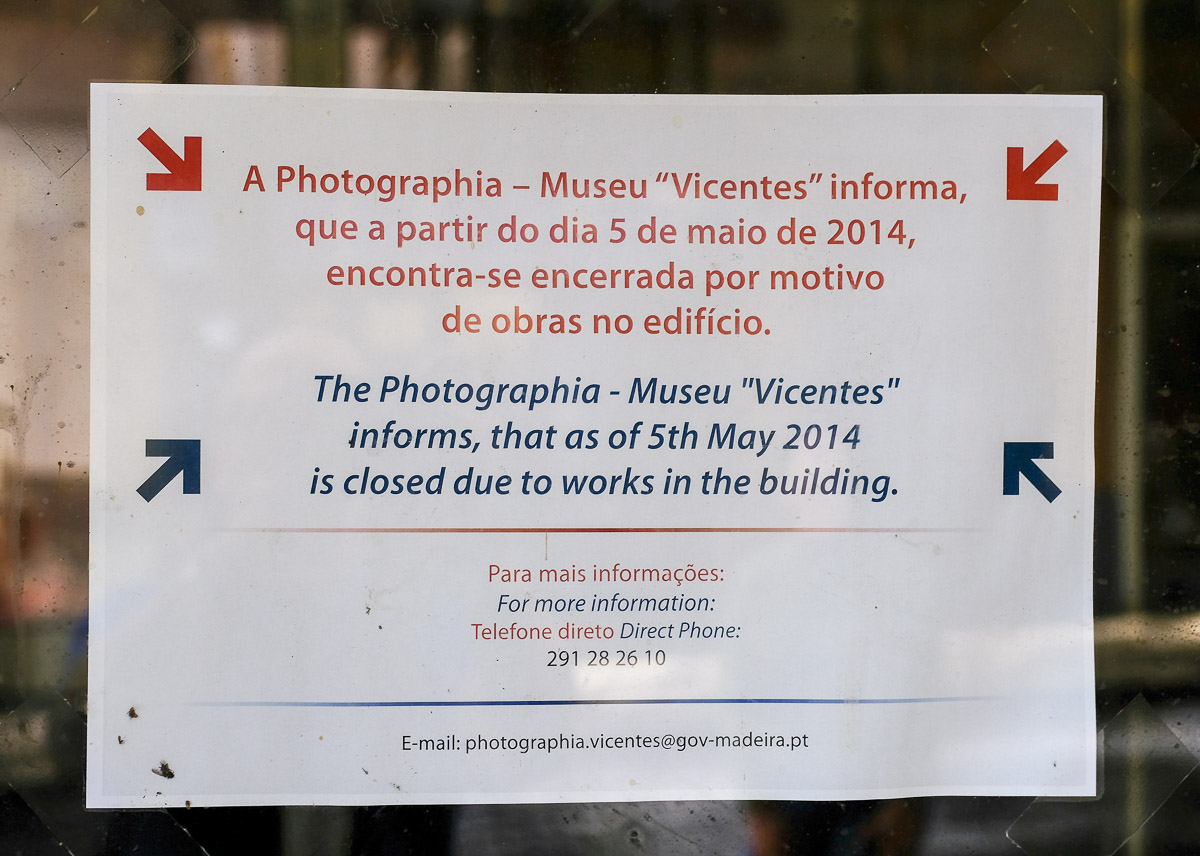 A Photographia – Museu “Vicentes” informa,
que a partir do dia 5 de maio de 2014,
encontra-se encerrada por motivo
de obras no edifício.
The Photographia - Museu "Vicentes"
informs, that as of 5th May 2014
is closed due to works in the building.
Para mais informações:
For more information:
Telefone direto Direct Phone:
291 28 26 10
E-mail: photographia.vicentes@gov-madeira.pt